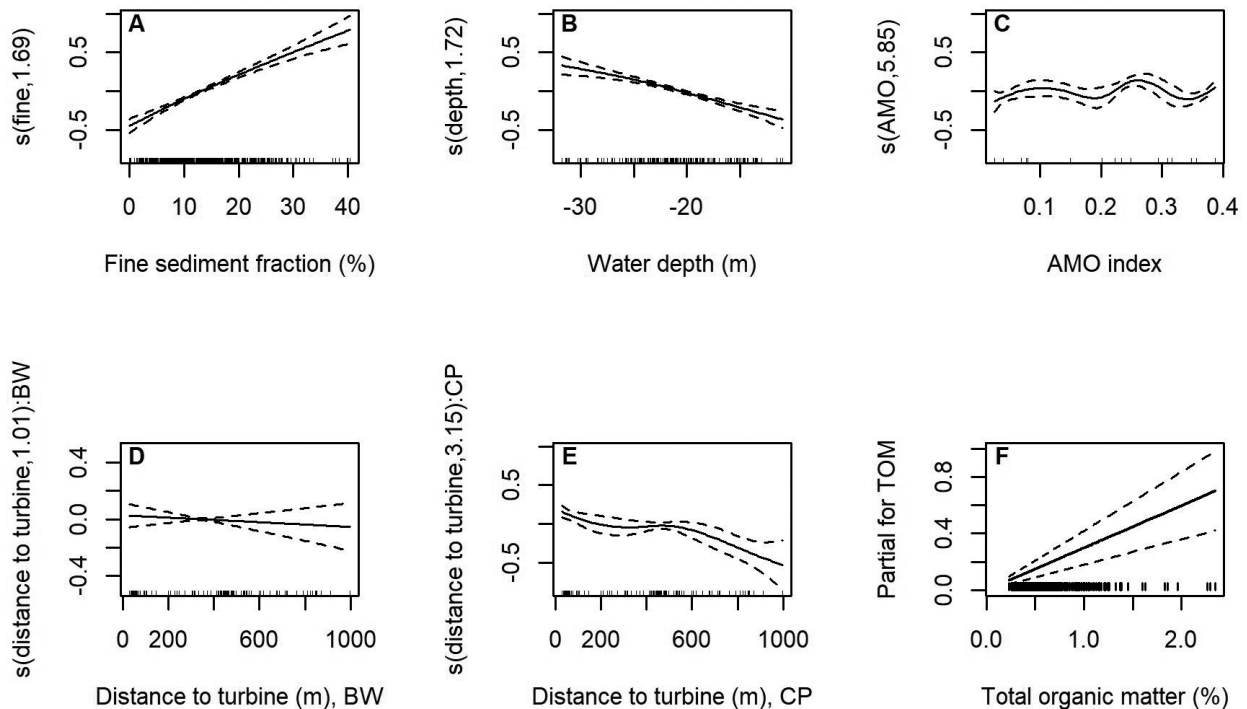 A
s(fine,1.69)
0.5
-0.5
0 10 20 30 40
Fine sediment fraction (%)
B
s(depth,1.72)
0.5
-0.5
-30 -20
Water depth (m)
C
s(AMO,5.85)
0.5
-0.5
0.1 0.2 0.3 0.4
AMO index
D
s(distance to turbine,1.01):BW
0.4
0.0
-0.4
0 200 600 1000
Distance to turbine (m), BW
E
s(distance to turbine,3.15):CP
0.5
-0.5
0 200 600 1000
Distance to turbine (m), CP
F
Partial for TOM
0.8
0.4
0.0
0.0 1.0 2.0
Total organic matter (%)